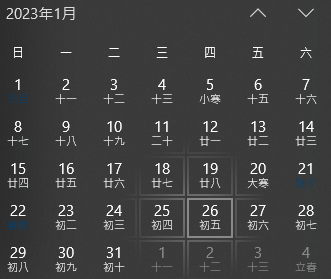 2023年1月
日 一 二 三 四 五 六
1 2 3 4 5 6 7
十一 十二 十三 小寒 十五 十六
8 9 10 11 12 13 14
十七 十八 十九 二十 廿一 廿二 廿三
15 16 17 18 19 20 21
廿四 廿五 廿六 廿七 廿八 大寒
22 23 24 25 26 27 28
初二 初三 初四 初五 初六 初七
29 30 31 1 2 3 4
初八 初九 初十 十一 十二 十三 立春